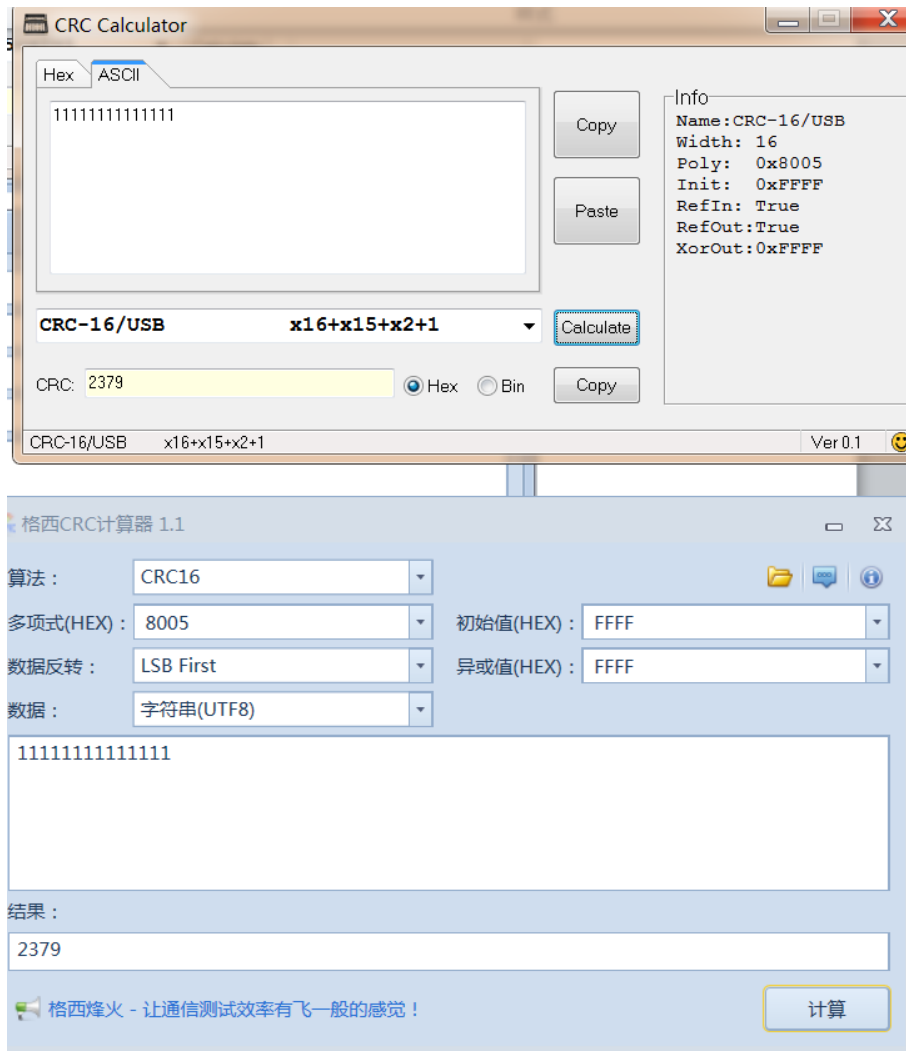 CRC Calculator
Hex ASCII
11111111111111
Copy
Paste
Info
Name:CRC-16/USB
Width: 16
Poly: 0x8005
Init: 0xFFFF
RefIn: True
RefOut:True
XorOut:0xFFFF
CRC-16/USB x16+x15+x2+1
Calculate
CRC: 2379 Hex Bin Copy
CRC-16/USB x16+x15+x2+1 Ver 0.1
格西CRC计算器 1.1
算法： CRC16
多项式(HEX)： 8005 初始值(HEX)： FFFF
数据反转： LSB First 异或值(HEX)： FFFF
数据： 字符串(UTF8)
11111111111111
结果：
2379
格西烽火 - 让通信测试效率有飞一般的感觉！ 计算